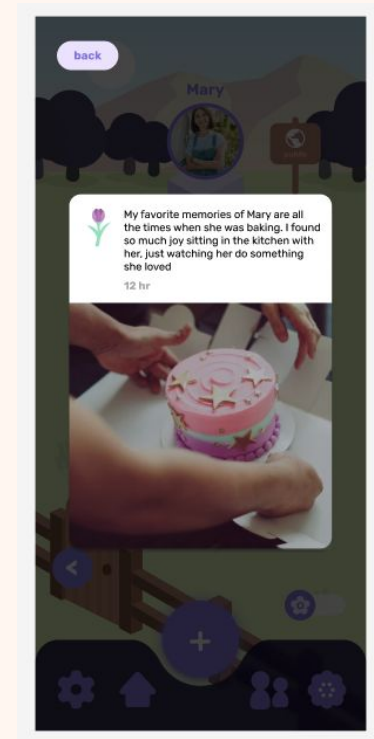 back
Mary
My favorite memories of Mary are all
the times when she was baking. I found
so much joy sitting in the kitchen with
her, just watching her do something
she loved
12 hr